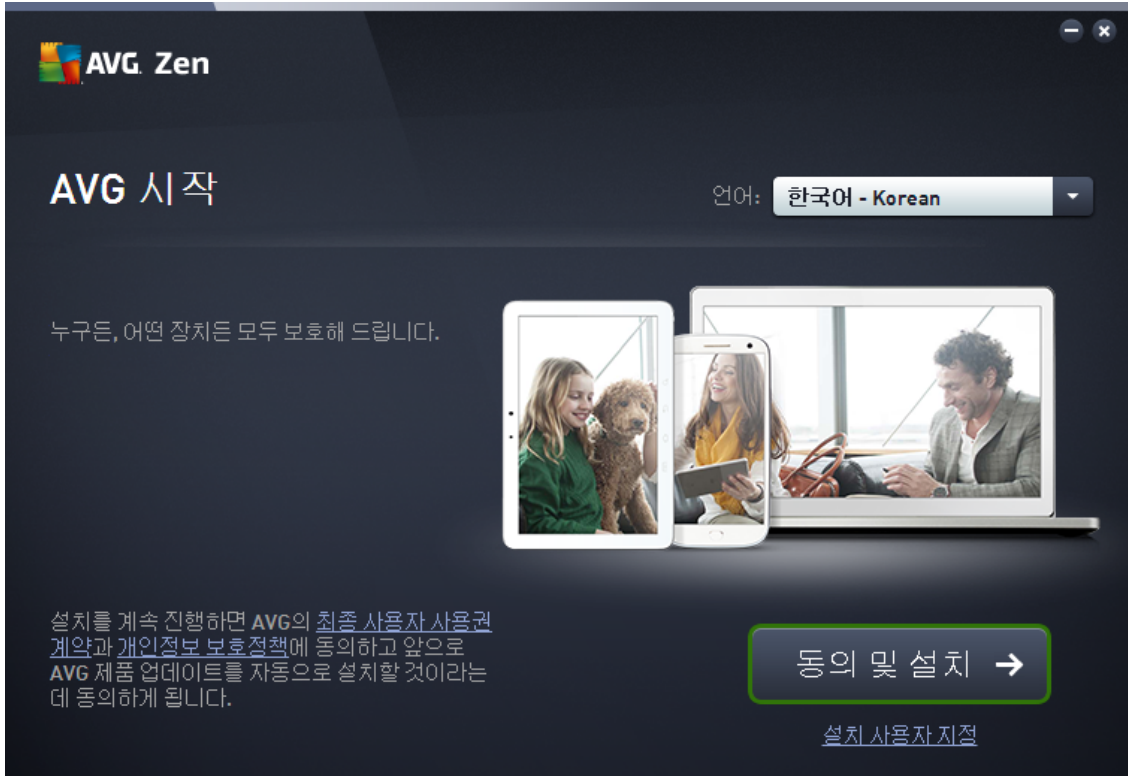 AVG. Zen
AVG 시작
언어: 한국어 - Korean
누구든, 어떤 장치든 모두 보호해 드립니다.
설치를 계속 진행하면 AVG의 최종 사용자 사용권
계약과 개인정보 보호정책에 동의하고 앞으로
AVG 제품 업데이트를 자동으로 설치할 것이라는
데 동의하게 됩니다.
동의 및 설치 →
설치 사용자 지정